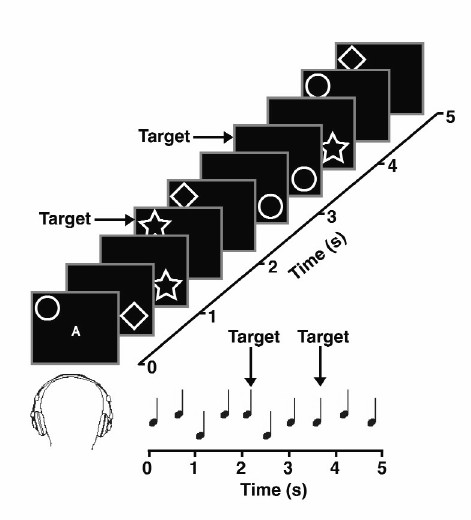 Target
5
4
Target
3
Time (s)
2
1
A
0
Target Target
0 1 2 3 4 5
Time (s)